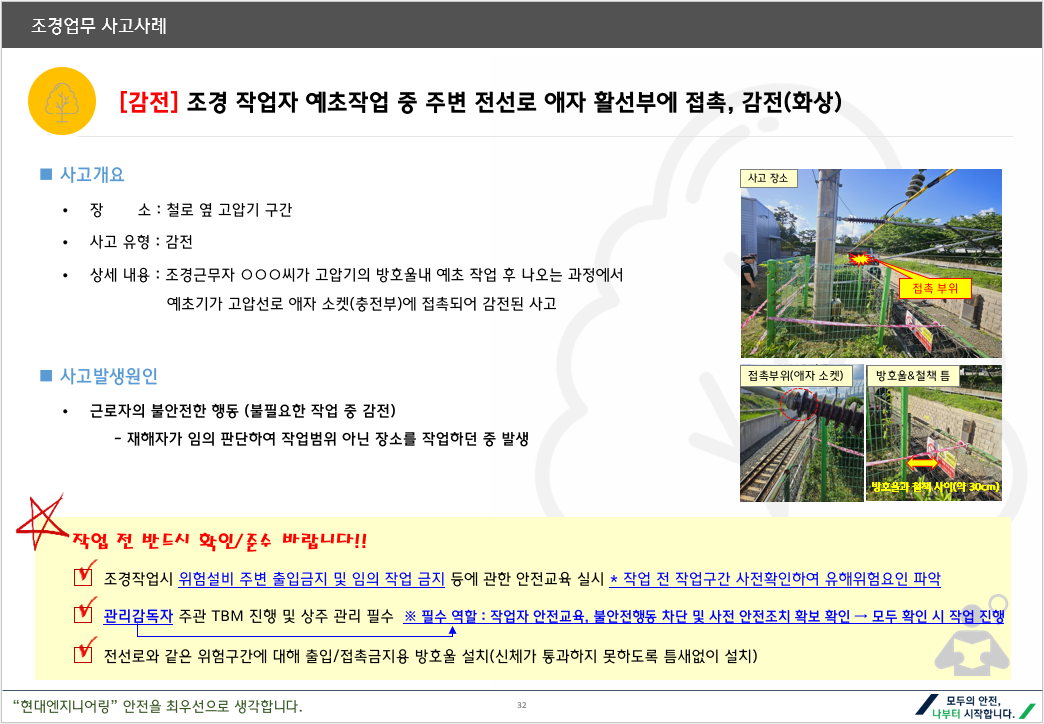 조경업무 사고사례
[감전] 조경 작업자 예초작업 중 주변 전선로 애자 활선부에 접촉, 감전(화상)
■ 사고개요
• 장 소 : 철로 옆 고압기 구간
• 사고 유형 : 감전
• 상세 내용 : 조경근무자 ○○○씨가 고압기의 방호울내 예초 작업 후 나오는 과정에서
예초기가 고압선로 애자 소켓(충전부)에 접촉되어 감전된 사고
■ 사고발생원인
• 근로자의 불안전한 행동 (불필요한 작업 중 감전)
- 재해자가 임의 판단하여 작업범위 아닌 장소를 작업하던 중 발생
사고 장소
접촉 부위
접촉부위(애자 소켓)
방호울&철책 틈
방호울과 철책 사이(약 30cm)
작업 전 반드시 확인/준수 바랍니다!!
조경작업시 위험설비 주변 출입금지 및 임의 작업 금지 등에 관한 안전교육 실시 * 작업 전 작업구간 사전확인하여 유해위험요인 파악
관리감독자 주관 TBM 진행 및 상주 관리 필수 ※ 필수 역할 : 작업자 안전교육, 불안전행동 차단 및 사전 안전조치 확보 확인 → 모두 확인 시 작업 진행
전선로와 같은 위험구간에 대해 출입/접촉금지용 방호울 설치(신체가 통과하지 못하도록 틈새없이 설치)
“현대엔지니어링” 안전을 최우선으로 생각합니다.
32
모두의 안전,
나부터 시작합니다.